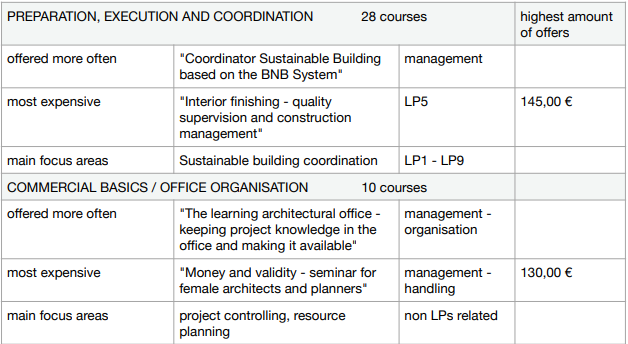 PREPARATION, EXECUTION AND COORDINATION 28 courses highest amount
of offers
offered more often "Coordinator Sustainable Building management
based on the BNB System"
most expensive "Interior finishing - quality LP5 145,00 €
supervision and construction
management"
main focus areas Sustainable building coordination LP1 - LP9
COMMERCIAL BASICS / OFFICE ORGANISATION 10 courses
offered more often "The learning architectural office - management -
keeping project knowledge in the organisation
office and making it available"
most expensive "Money and validity - seminar for management - 130,00 €
female architects and planners" handling
main focus areas project controlling, resource non LPs related
planning